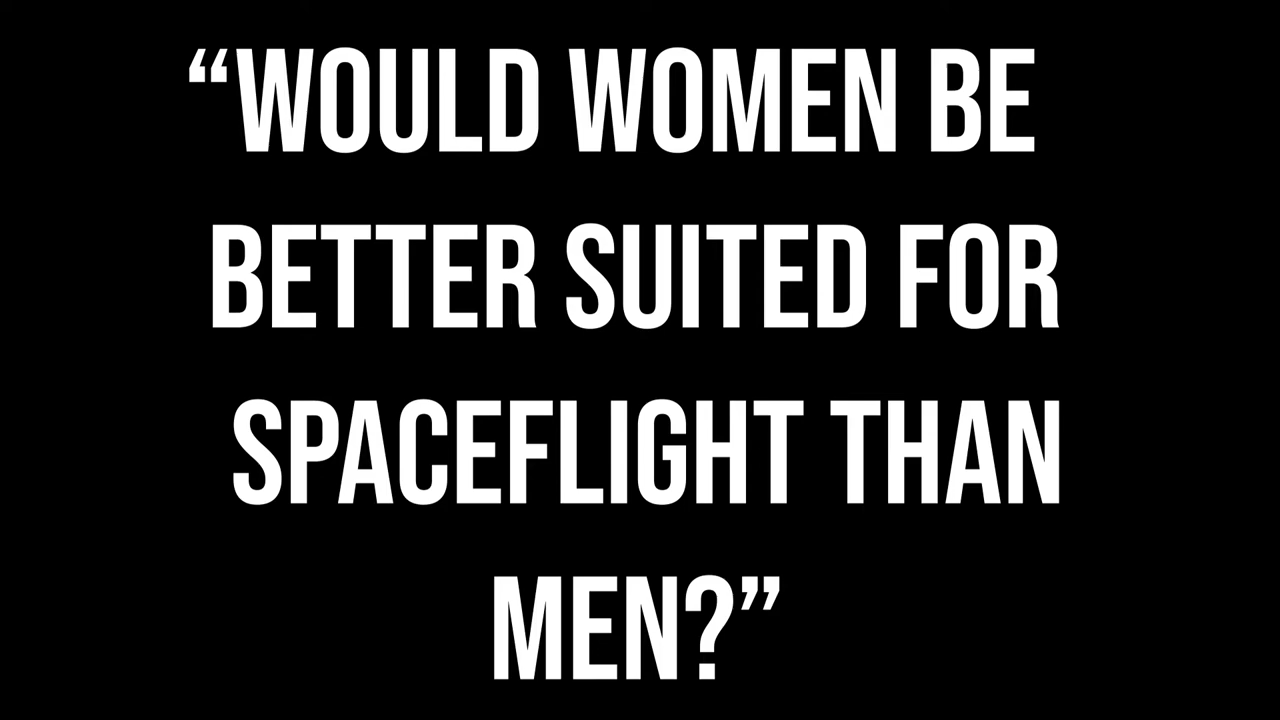 “WOULD WOMEN BE
BETTER SUITED FOR
SPACEFLIGHT THAN
MEN?”